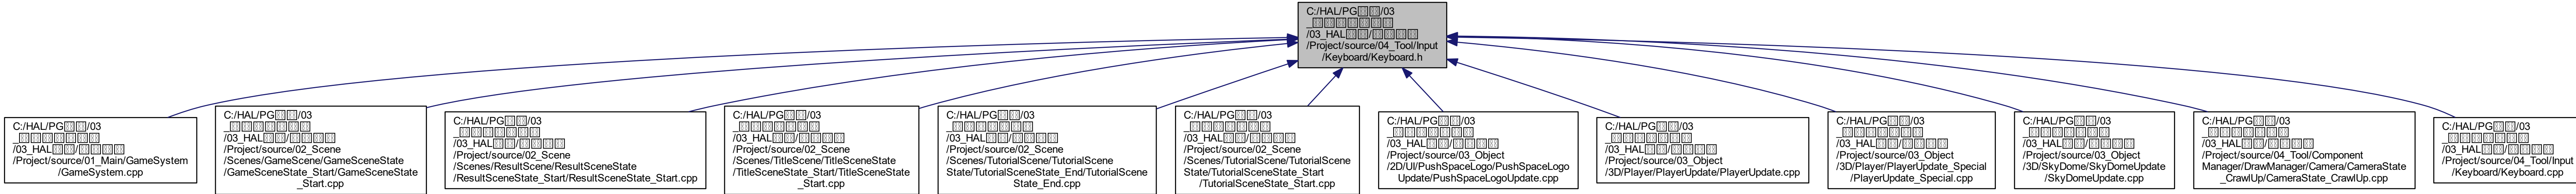 C:/HAL/PG /03
_
/03_HAL /
/Project/source/04_Tool/Input
/Keyboard/Keyboard.h
C:/HAL/PG /03
_
/03_HAL /
/Project/source/01_Main/GameSystem
/GameSystem.cpp
C:/HAL/PG /03
_
/03_HAL /
/Project/source/02_Scene
/Scenes/GameScene/GameSceneState
/GameSceneState_Start/GameSceneState
_Start.cpp
C:/HAL/PG /03
_
/03_HAL /
/Project/source/02_Scene
/Scenes/ResultScene/ResultSceneState
/ResultSceneState_Start/ResultSceneState_Start.cpp
C:/HAL/PG /03
_
/03_HAL /
/Project/source/02_Scene
/Scenes/TitleScene/TitleSceneState
/TitleSceneState_Start/TitleSceneState
_Start.cpp
C:/HAL/PG /03
_
/03_HAL /
/Project/source/02_Scene
/Scenes/TutorialScene/TutorialScene
State/TutorialSceneState_End/TutorialScene
State_End.cpp
C:/HAL/PG /03
_
/03_HAL /
/Project/source/02_Scene
/Scenes/TutorialScene/TutorialScene
State/TutorialSceneState_Start
/TutorialSceneState_Start.cpp
C:/HAL/PG /03
_
/03_HAL /
/Project/source/03_Object
/2D/UI/PushSpaceLogo/PushSpaceLogo
Update/PushSpaceLogoUpdate.cpp
C:/HAL/PG /03
_
/03_HAL /
/Project/source/03_Object
/3D/Player/PlayerUpdate/PlayerUpdate.cpp
C:/HAL/PG /03
_
/03_HAL /
/Project/source/03_Object
/3D/Player/PlayerUpdate_Special
/PlayerUpdate_Special.cpp
C:/HAL/PG /03
_
/03_HAL /
/Project/source/03_Object
/3D/SkyDome/SkyDomeUpdate
/SkyDomeUpdate.cpp
C:/HAL/PG /03
_
/03_HAL /
/Project/source/04_Tool/Component
Manager/DrawManager/Camera/CameraState
_CrawlUp/CameraState_CrawlUp.cpp
C:/HAL/PG /03
_
/03_HAL /
/Project/source/04_Tool/Input
/Keyboard/Keyboard.cpp